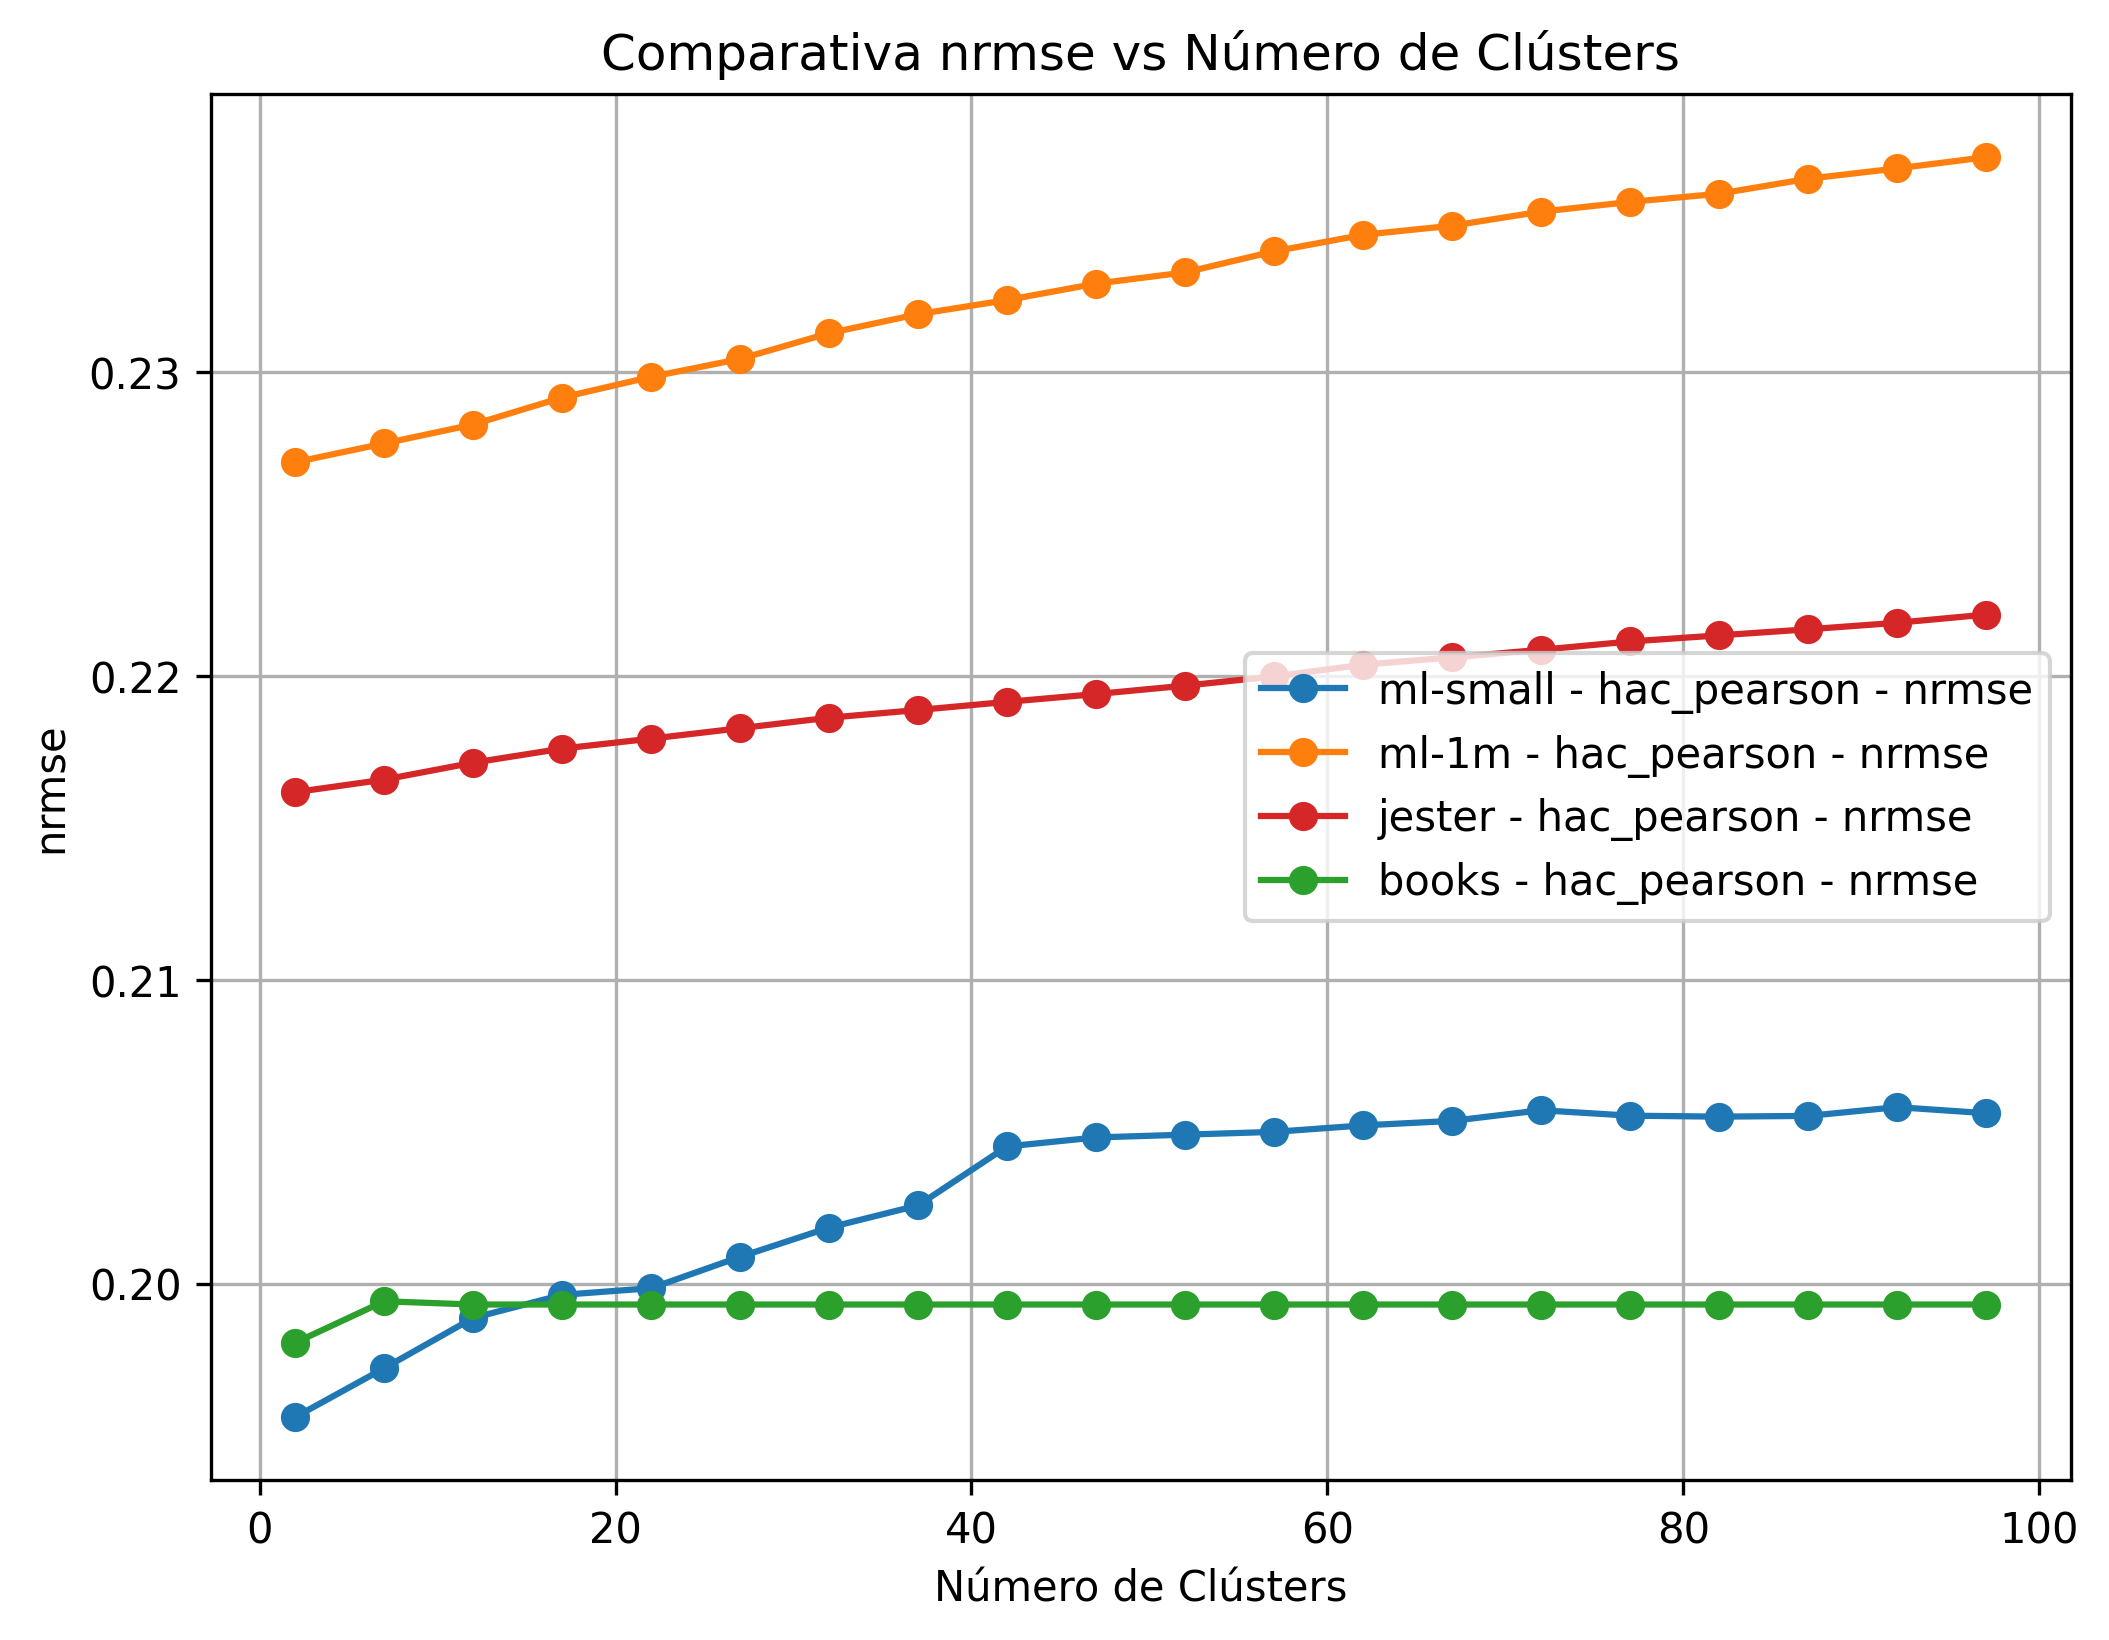 Comparativa nrmse vs Número de Clústers
nrmse
0.23
0.22
0.21
0.20
ml-small - hac_pearson - nrmse
ml-1m - hac_pearson - nrmse
jester - hac_pearson - nrmse
books - hac_pearson - nrmse
0 20 40 60 80 100
Número de Clústers